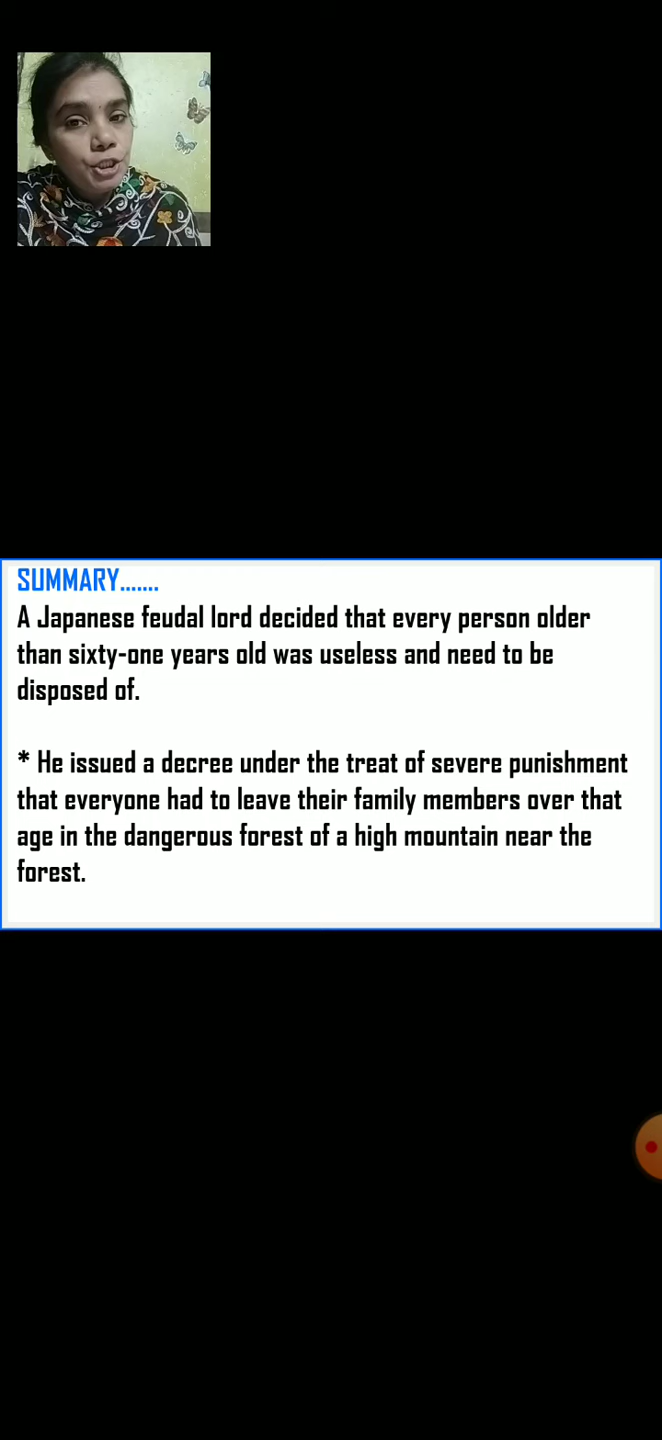 SUMMARY.......
A Japanese feudal lord decided that every person older
than sixty-one years old was useless and need to be
disposed of.
* He issued a decree under the treat of severe punishment
that everyone had to leave their family members over that
age in the dangerous forest of a high mountain near the
forest.